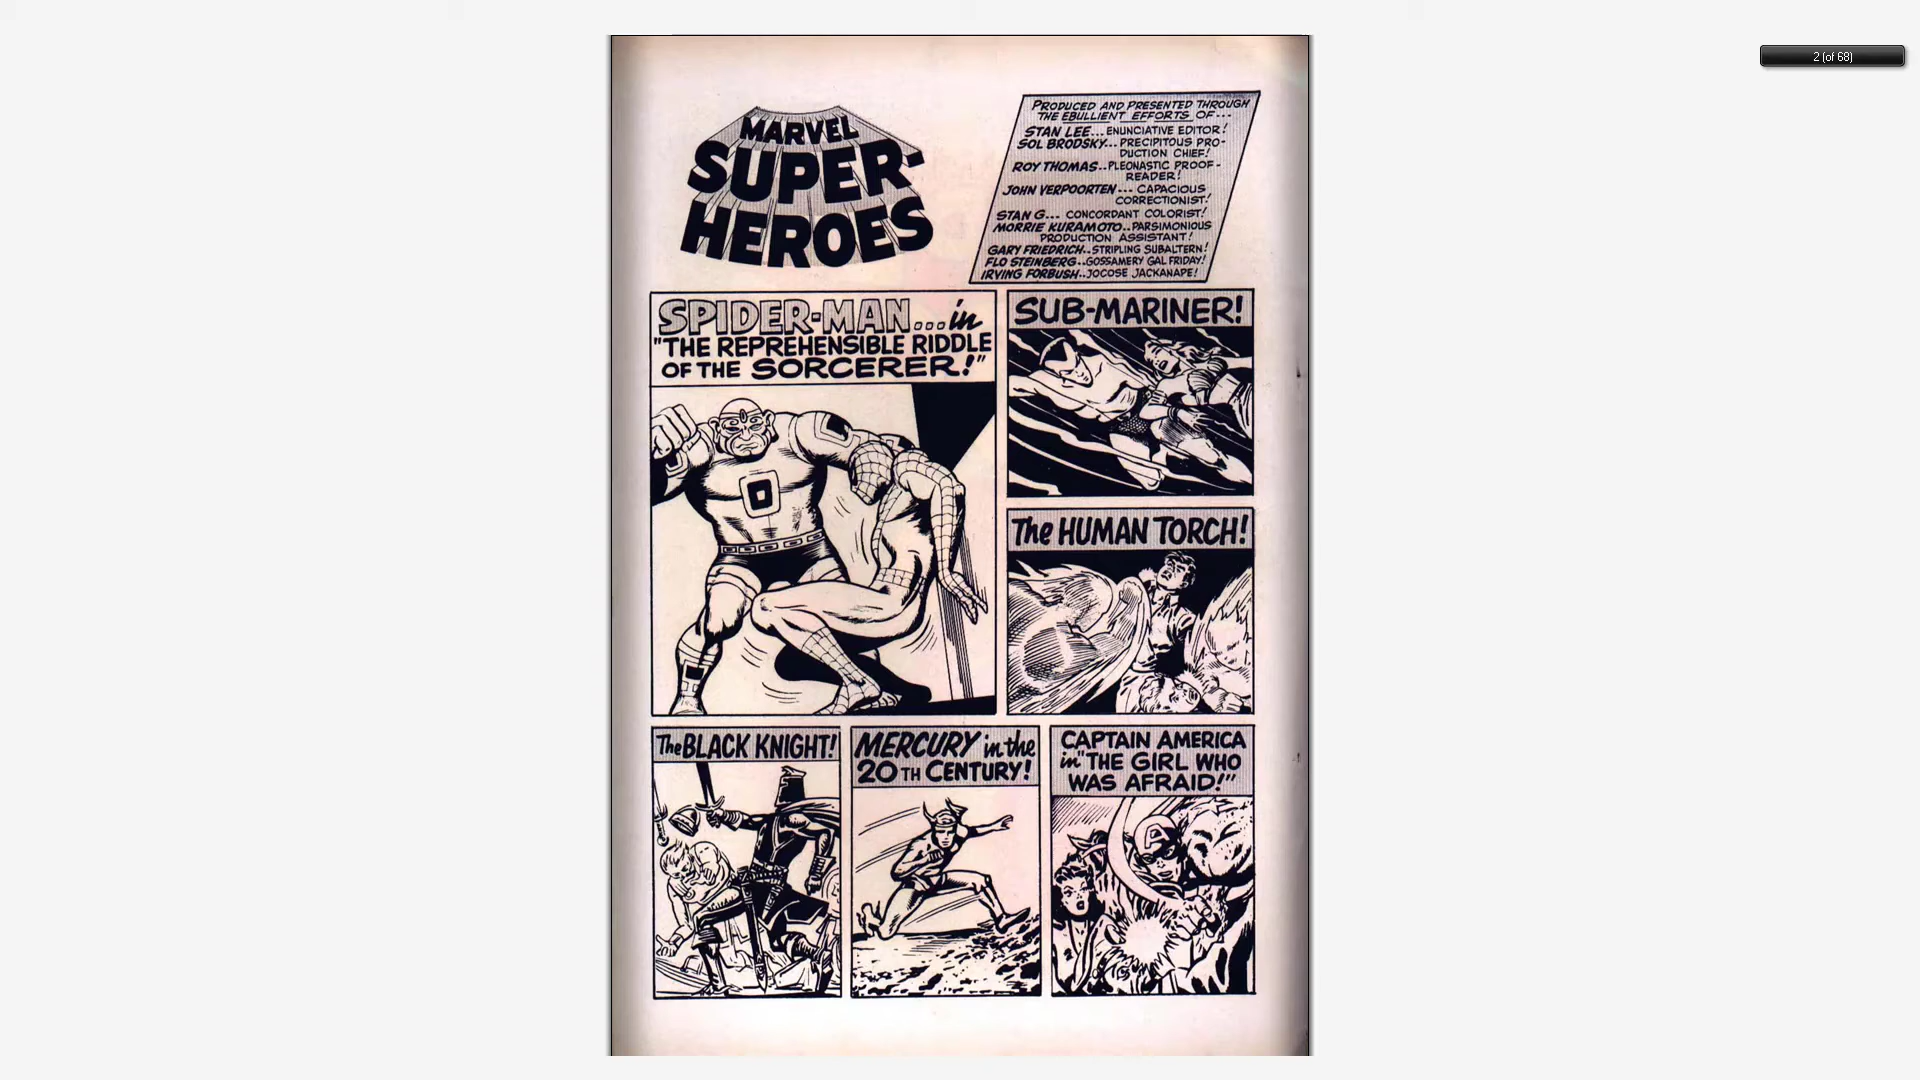 2 (of 68)
MARVEL
SUPER-
HEROES
PRODUCED AND PRESENTED THROUGH
THE EBULLIENT EFFORTS OF...
STAN LEE...ENUNCIATIVE EDITOR!
SOL BRODSKY...PRECIPITOUS PRO-
DUCTION CHIEF!
ROY THOMAS..PLEONASTIC PROOF-
READER!
JOHN VERPOORTEN... CAPACIOUS
CORRECTIONIST!
STAN G... CONCORDANT COLORIST!
MORRIE KURAMOTO..PARSIMONIOUS
PRODUCTION ASSISTANT!
GARY FRIEDRICH..STRIPLING SUBALTERN!
FLO STEINBERG..GOSSAMERY GAL FRIDAY!
IRVING FORBUSH..JOCOSE JACKANAPE!
SPIDER-MAN...in
"THE REPREHENSIBLE RIDDLE
OF THE SORCERER!"
SUB-MARINER!
The HUMAN TORCH!
The BLACK KNIGHT!
MERCURY in the
20TH CENTURY!
CAPTAIN AMERICA
in "THE GIRL WHO
WAS AFRAID!"
A